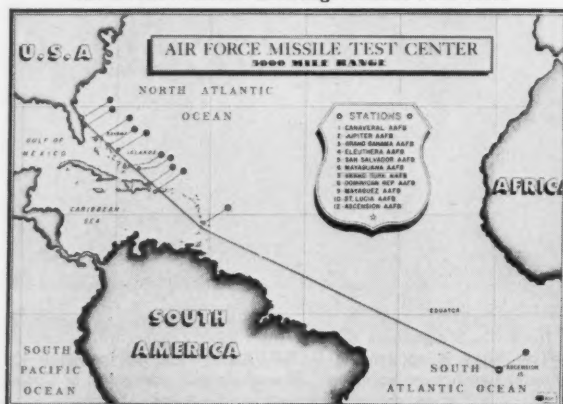 U.S.A
AIR FORCE MISSILE TEST CENTER
5000 MILE RANGE
NORTH ATLANTIC
OCEAN
GULF OF
MEXICO
ISLANDS
CARIBBEAN
SEA
STATIONS
1 CANAVERAL AAFB
2 JUPITER AAFB
3 GRAND BAHAMA AAFB
4 ELEUTHERA AAFB
5 SAN SALVADOR AAFB
6 MAYAGUANA AAFB
7 GRAND TURK AAFB
8 DOMINICAN REP AAFB
9 MAYAGUEZ AAFB
10 ST. LUCIA AAFB
12 ASCENSION AAFB
AFRICA
EQUATOR
SOUTH
AMERICA
SOUTH
PACIFIC
OCEAN
SOUTH
ATLANTIC OCEAN
ASCENSION